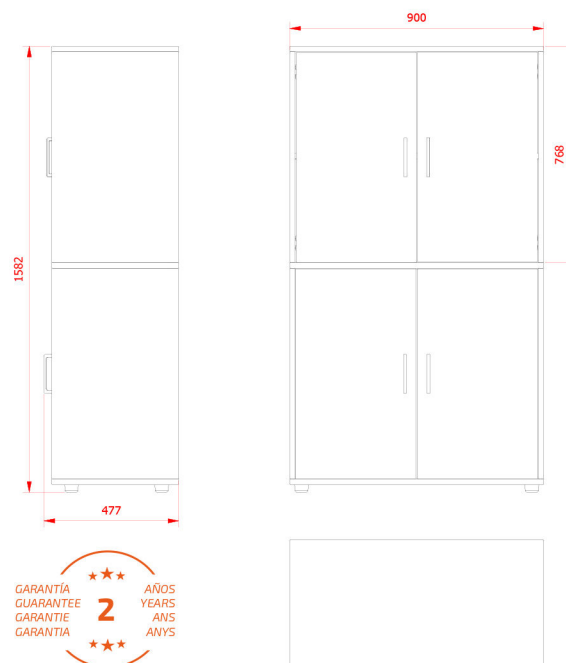 900
768
1582
477
GARANTÍA AÑOS
GUARANTEE 2 YEARS
GARANTIE ANS
GARANTIA ANYS